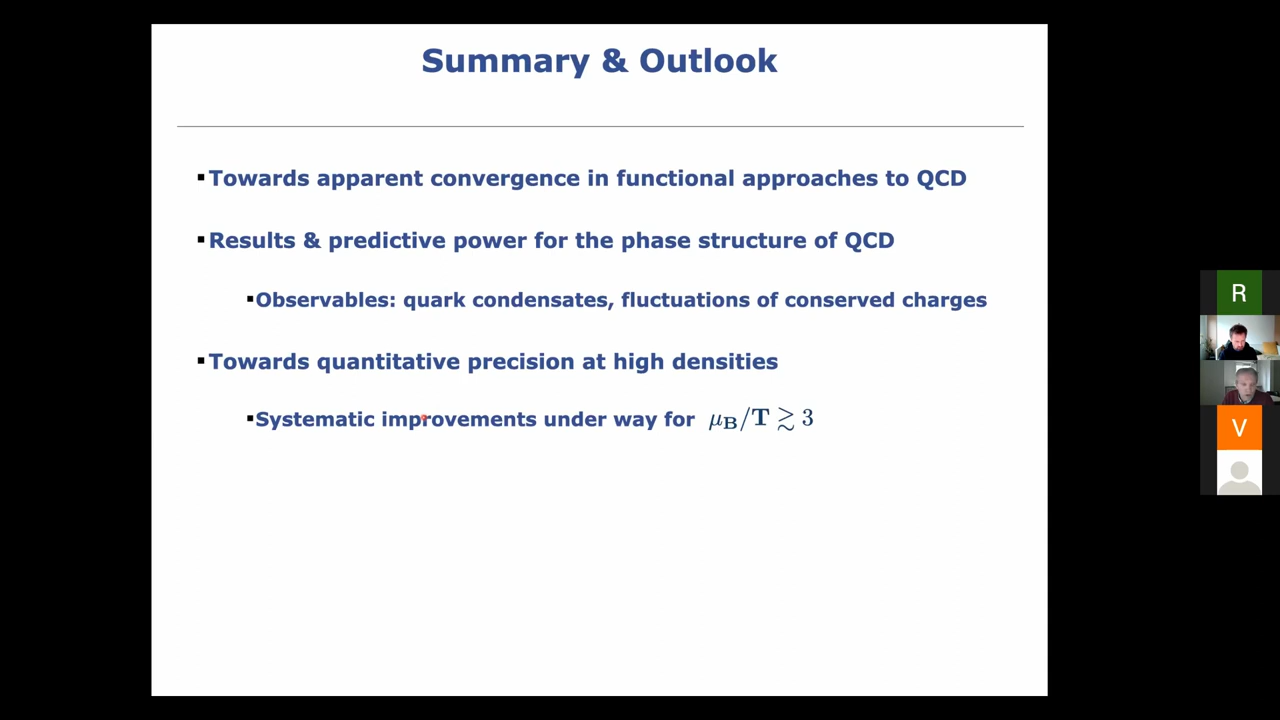 Summary & Outlook
▪Towards apparent convergence in functional approaches to QCD
▪Results & predictive power for the phase structure of QCD
▪Observables: quark condensates, fluctuations of conserved charges
▪Towards quantitative precision at high densities
▪Systematic improvements under way for μ_B/T ≳ 3
R
V